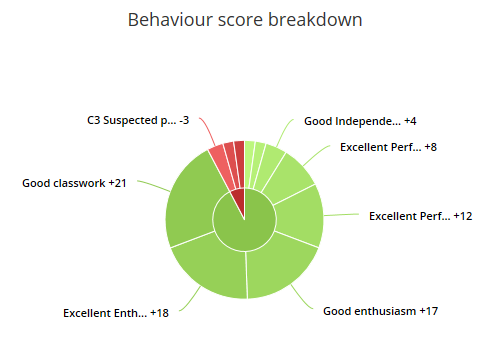 Behaviour score breakdown
C3 Suspected p... -3
Good Independe... +4
Excellent Perf... +8
Good classwork +21
Excellent Perf... +12
Excellent Enth... +18
Good enthusiasm +17